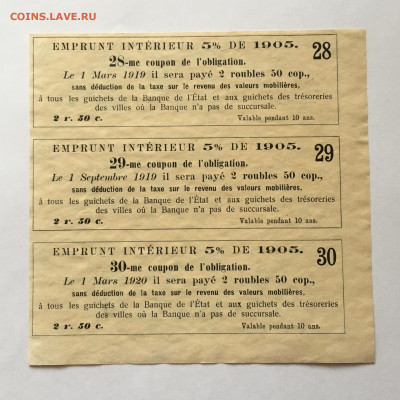 COINS.LAVE.RU
EMPRUNT INTÉRIEUR 5% DE 1905. 28
28-me coupon de l'obligation.
Le 1 Mars 1919 il sera payé 2 roubles 50 cop.,
sans déduction de la taxe sur le revenu des valeurs mobilières,
à tous les guichets de la Banque de l'État et aux guichets des trésoreries
des villes où la Banque n'a pas de succursale.
2 r. 50 c. Valable pendant 10 ans.
EMPRUNT INTÉRIEUR 5% DE 1905. 29
29-me coupon de l'obligation.
Le 1 Septembre 1919 il sera payé 2 roubles 50 cop.,
sans déduction de la taxe sur le revenu des valeurs mobilières,
à tous les guichets de la Banque de l'État et aux guichets des trésoreries
des villes où la Banque n'a pas de succursale.
2 r. 50 c. Valable pendant 10 ans.
EMPRUNT INTÉRIEUR 5% DE 1905. 30
30-me coupon de l'obligation.
Le 1 Mars 1920 il sera payé 2 roubles 50 cop.,
sans déduction de la taxe sur le revenu des valeurs mobilières,
à tous les guichets de la Banque de l'État et aux guichets des trésoreries
des villes où la Banque n'a pas de succursale.
2 r. 50 c. Valable pendant 10 ans.